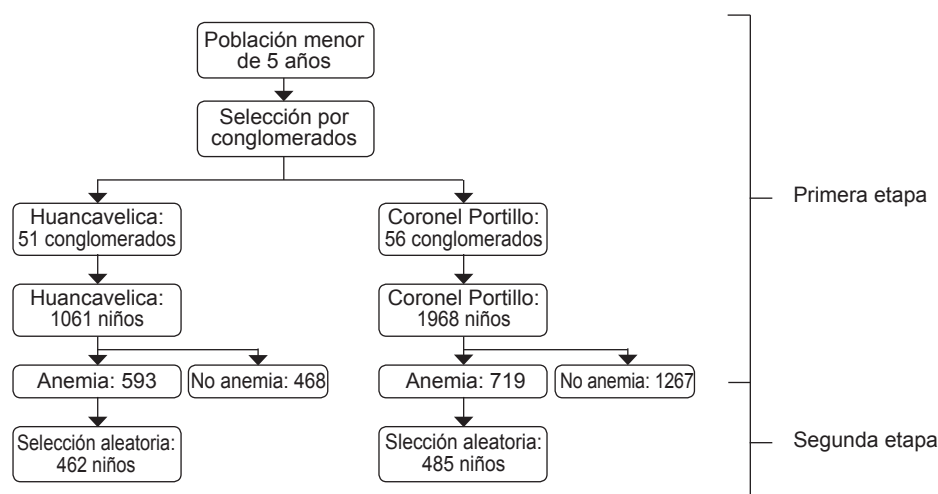 Población menor
de 5 años
Selección por
conglomerados
Primera etapa
Huancavelica:
51 conglomerados
Coronel Portillo:
56 conglomerados
Huancavelica:
1061 niños
Coronel Portillo:
1968 niños
Anemia: 593
No anemia: 468
Anemia: 719
No anemia: 1267
Selección aleatoria:
462 niños
Slección aleatoria:
485 niños
Segunda etapa